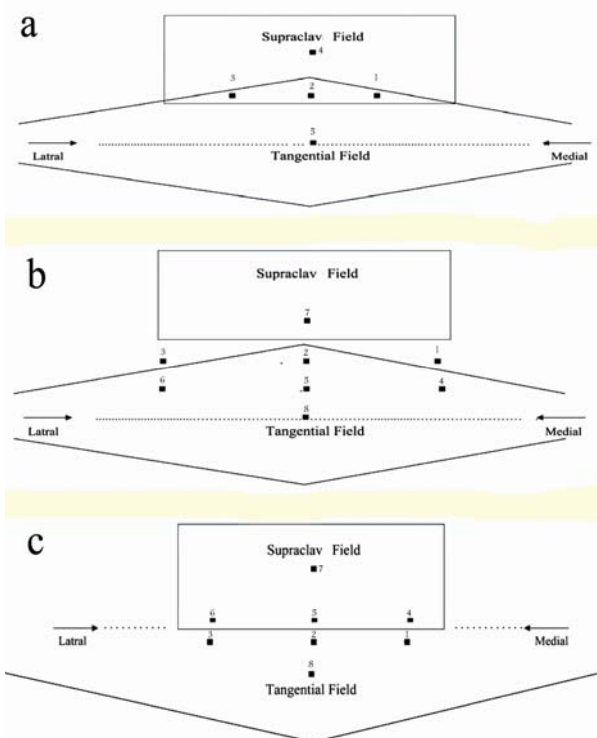 a
Supraclav Field
4
3 2 1
5
Latral Tangential Field Medial
b
Supraclav Field
7
3 2 1
6 5 4
8
Latral Tangential Field Medial
c
Supraclav Field
7
6 5 4
Latral 3 2 1 Medial
8
Tangential Field